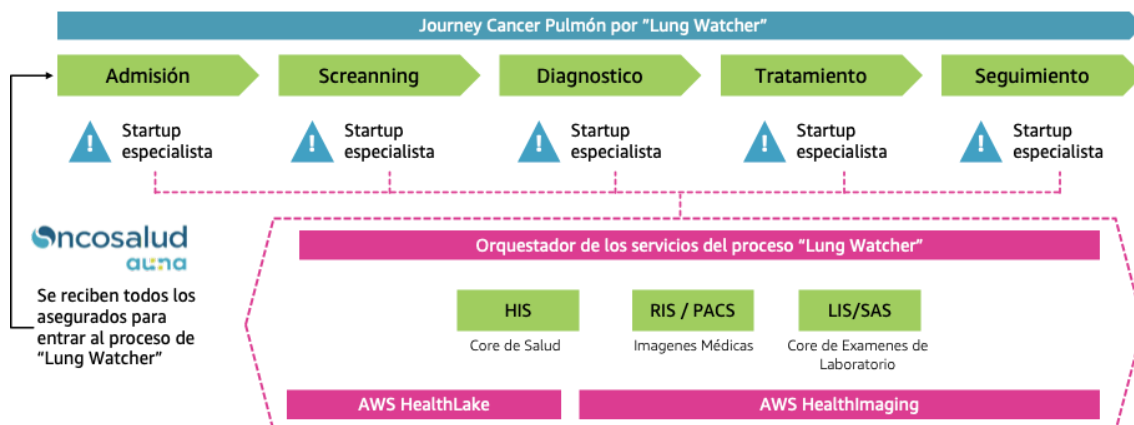 Journey Cancer Pulmón por "Lung Watcher"
Admisión
Screanning
Diagnostico
Tratamiento
Seguimiento
! Startup
especialista
! Startup
especialista
! Startup
especialista
! Startup
especialista
! Startup
especialista
Oncosalud
auna
Se reciben todos los
asegurados para
entrar al proceso de
"Lung Watcher"
Orquestador de los servicios del proceso "Lung Watcher"
HIS
Core de Salud
RIS / PACS
Imagenes Médicas
LIS/SAS
Core de Examenes de
Laboratorio
AWS HealthLake
AWS HealthImaging